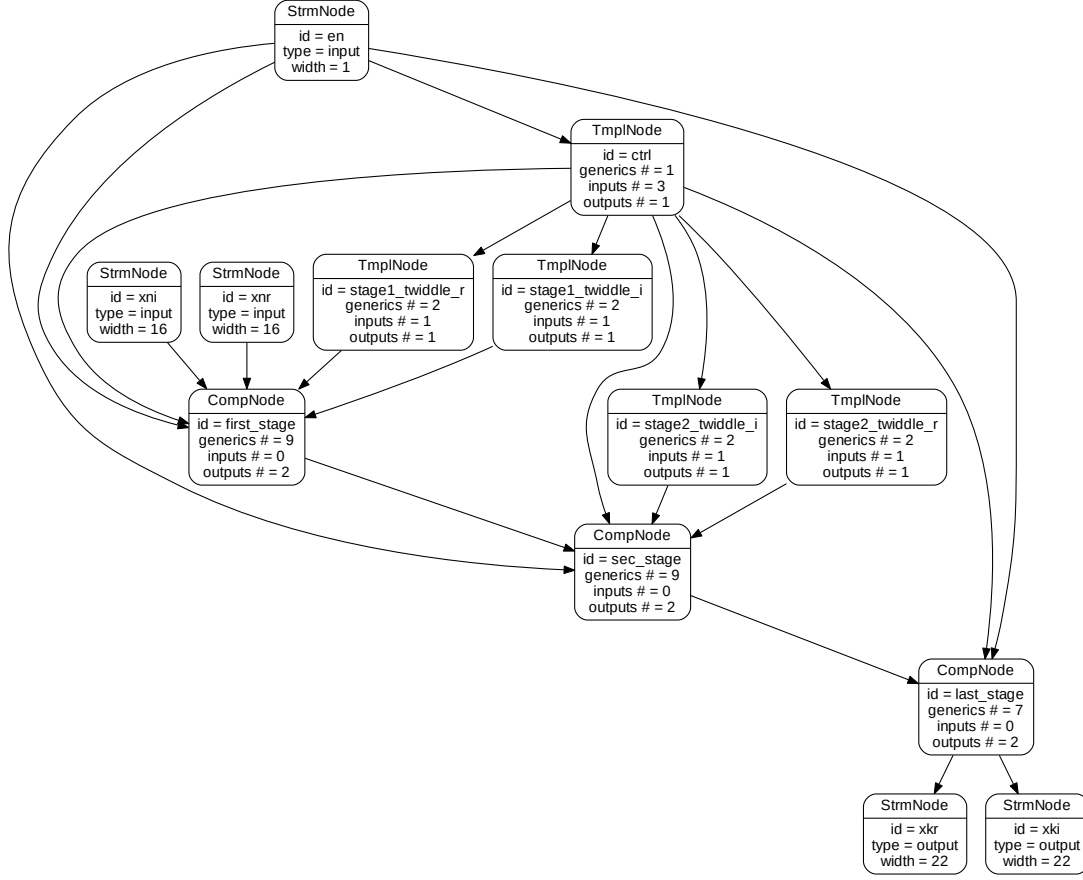 StrmNode
id = en
type = input
width = 1
TmplNode
id = ctrl
generics # = 1
inputs # = 3
outputs # = 1
StrmNode
id = xni
type = input
width = 16
StrmNode
id = xnr
type = input
width = 16
TmplNode
id = stage1_twiddle_r
generics # = 2
inputs # = 1
outputs # = 1
TmplNode
id = stage1_twiddle_i
generics # = 2
inputs # = 1
outputs # = 1
CompNode
id = first_stage
generics # = 9
inputs # = 0
outputs # = 2
TmplNode
id = stage2_twiddle_i
generics # = 2
inputs # = 1
outputs # = 1
TmplNode
id = stage2_twiddle_r
generics # = 2
inputs # = 1
outputs # = 1
CompNode
id = sec_stage
generics # = 9
inputs # = 0
outputs # = 2
CompNode
id = last_stage
generics # = 7
inputs # = 0
outputs # = 2
StrmNode
id = xkr
type = output
width = 22
StrmNode
id = xki
type = output
width = 22